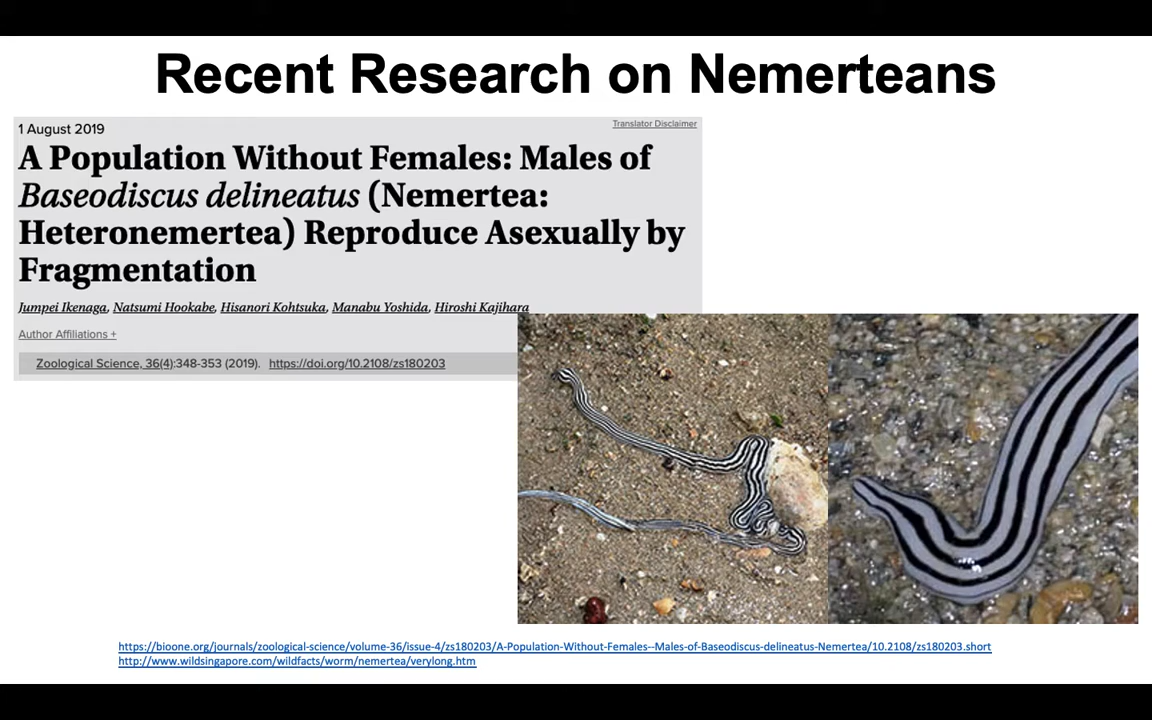 Recent Research on Nemerteans
1 August 2019
Translator Disclaimer
A Population Without Females: Males of
Baseodiscus delineatus (Nemertea:
Heteronemertea) Reproduce Asexually by
Fragmentation
Jumpei Ikenaga, Natsumi Hookabe, Hisanori Kohtsuka, Manabu Yoshida, Hiroshi Kajihara
Author Affiliations +
Zoological Science, 36(4):348-353 (2019). https://doi.org/10.2108/zs180203
https://bioone.org/journals/zoological-science/volume-36/issue-4/zs180203/A-Population-Without-Females--Males-of-Baseodiscus-delineatus-Nemertea/10.2108/zs180203.short
http://www.wildsingapore.com/wildfacts/worm/nemertea/verylong.htm